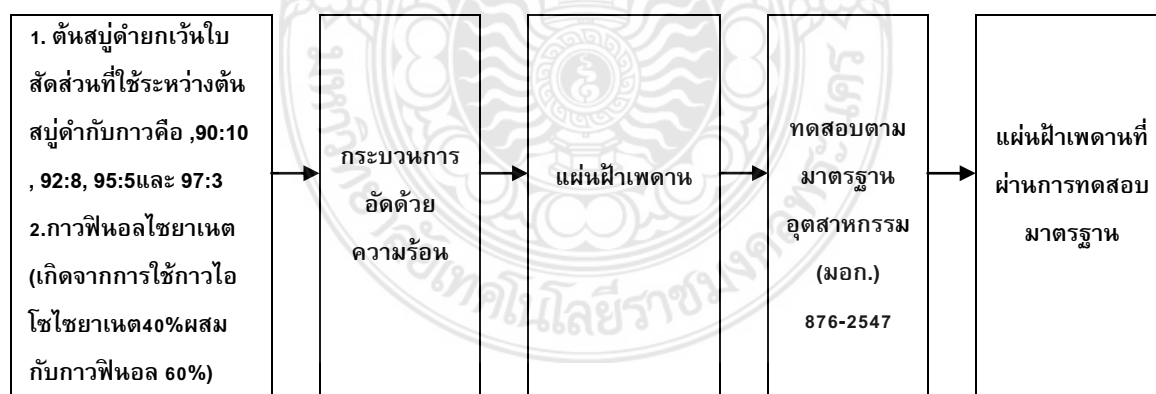 1. ต้นสบู่ดำยกเว้นใบ
สัดส่วนที่ใช้ระหว่างต้น
สบู่ดำกับกาวคือ ,90:10
, 92:8, 95:5และ 97:3
2.กาวฟินอลไซยาเนต
(เกิดจากการใช้กาวไอ
โซไซยาเนต40%ผสม
กับกาวฟินอล 60%)
กระบวนการ
อัดด้วย
ความร้อน
แผ่นฝ้าเพดาน
ทดสอบตาม
มาตรฐาน
อุตสาหกรรม
(มอก.)
876-2547
แผ่นฝ้าเพดานที่
ผ่านการทดสอบ
มาตรฐาน